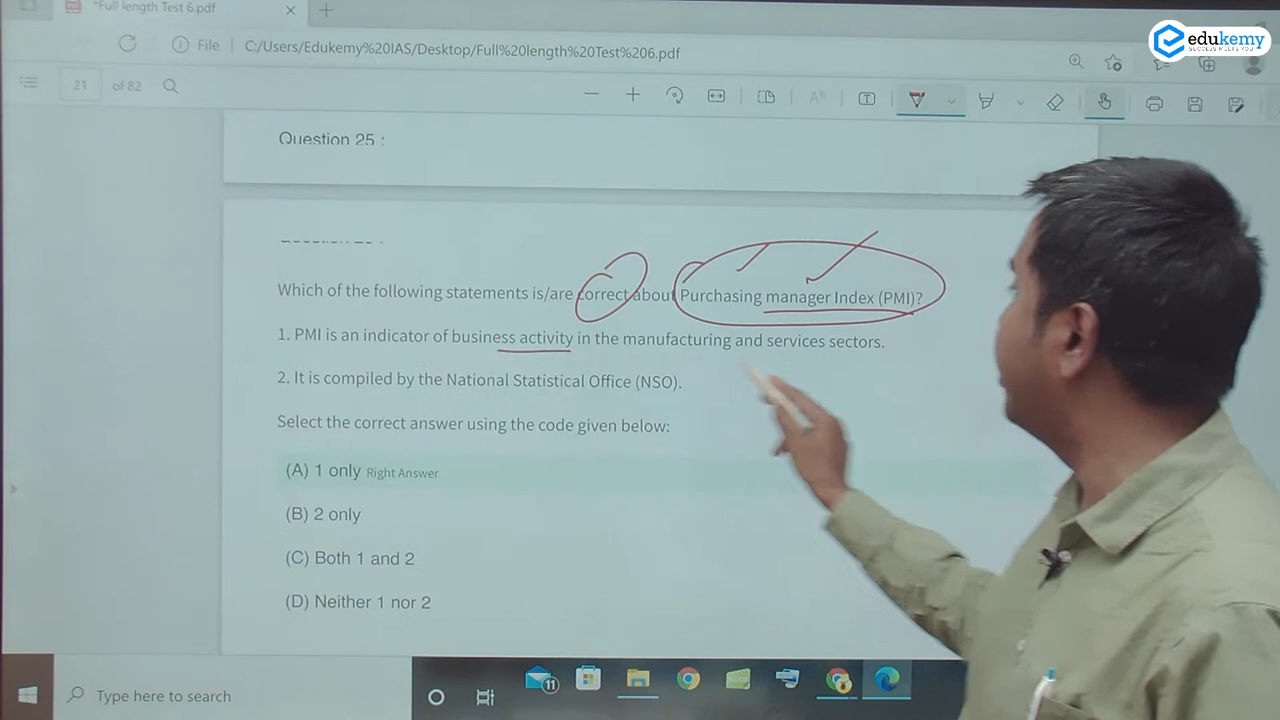 *Full length Test 6.pdf
edukemy
SUCCESS MEETS YOU
File
C:/Users/Edukemy%20IAS/Desktop/Full%20length%20Test%206.pdf
21
of 82
Question 25 :
Which of the following statements is/are correct about Purchasing manager Index (PMI)?
1. PMI is an indicator of business activity in the manufacturing and services sectors.
2. It is compiled by the National Statistical Office (NSO).
Select the correct answer using the code given below:
(A) 1 only Right Answer
(B) 2 only
(C) Both 1 and 2
(D) Neither 1 nor 2
11
Type here to search